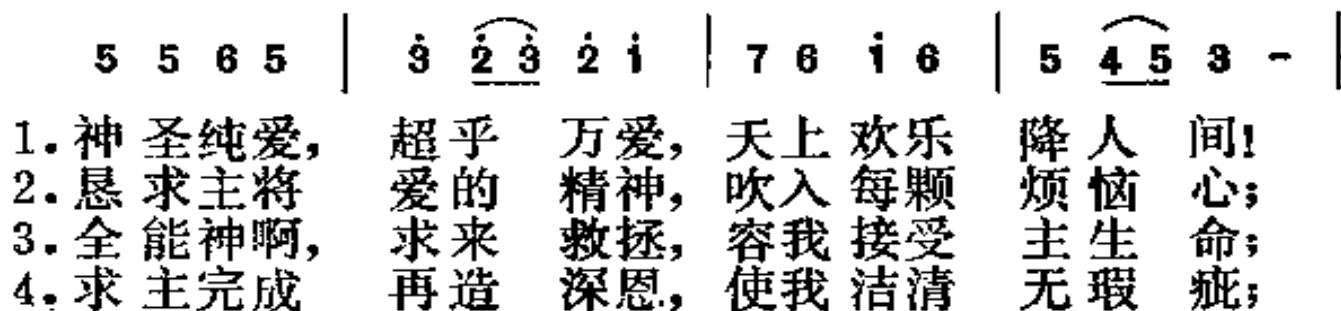 5 5 6 5 | 3̇ 2̇ 3̇ 2̇ 1̇ | 7 6 1̇ 6 | 5 4 5 3 - |
1.神圣纯爱, 超乎 万爱, 天上欢乐 降人 间!
2.恳求主将 爱的 精神, 吹入每颗 烦恼 心;
3.全能神啊, 求来 救拯, 容我接受 主生 命;
4.求主完成 再造 深恩, 使我洁清 无瑕 疵;